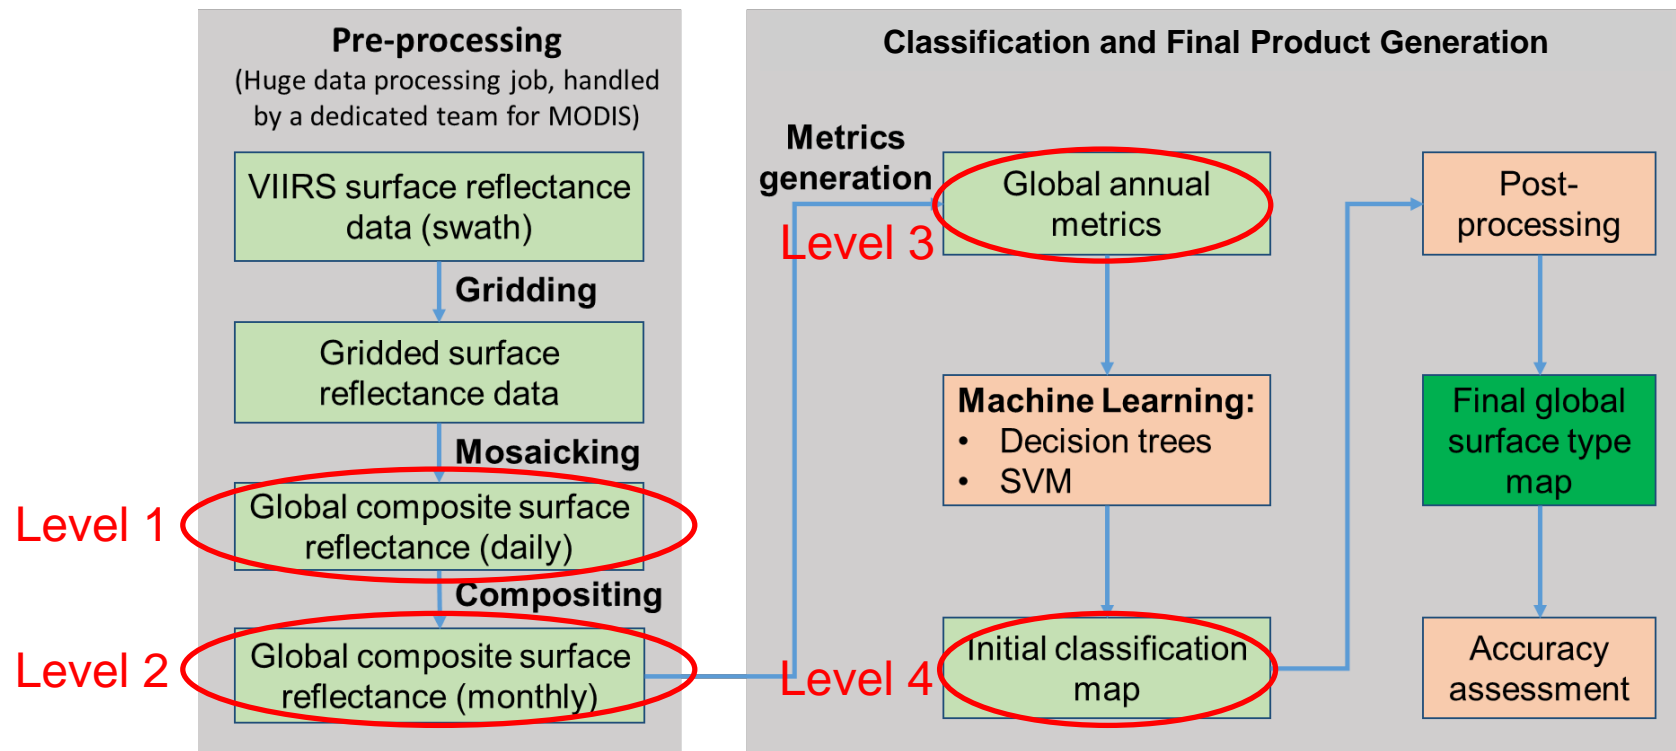 Pre-processing
(Huge data processing job, handled
by a dedicated team for MODIS)
VIIRS surface reflectance
data (swath)
Gridding
Gridded surface
reflectance data
Mosaicking
Level 1
Global composite surface
reflectance (daily)
Compositing
Level 2
Global composite surface
reflectance (monthly)
Classification and Final Product Generation
Metrics
generation
Level 3
Global annual
metrics
Machine Learning:
• Decision trees
• SVM
Level 4
Initial classification
map
Post-
processing
Final global
surface type
map
Accuracy
assessment